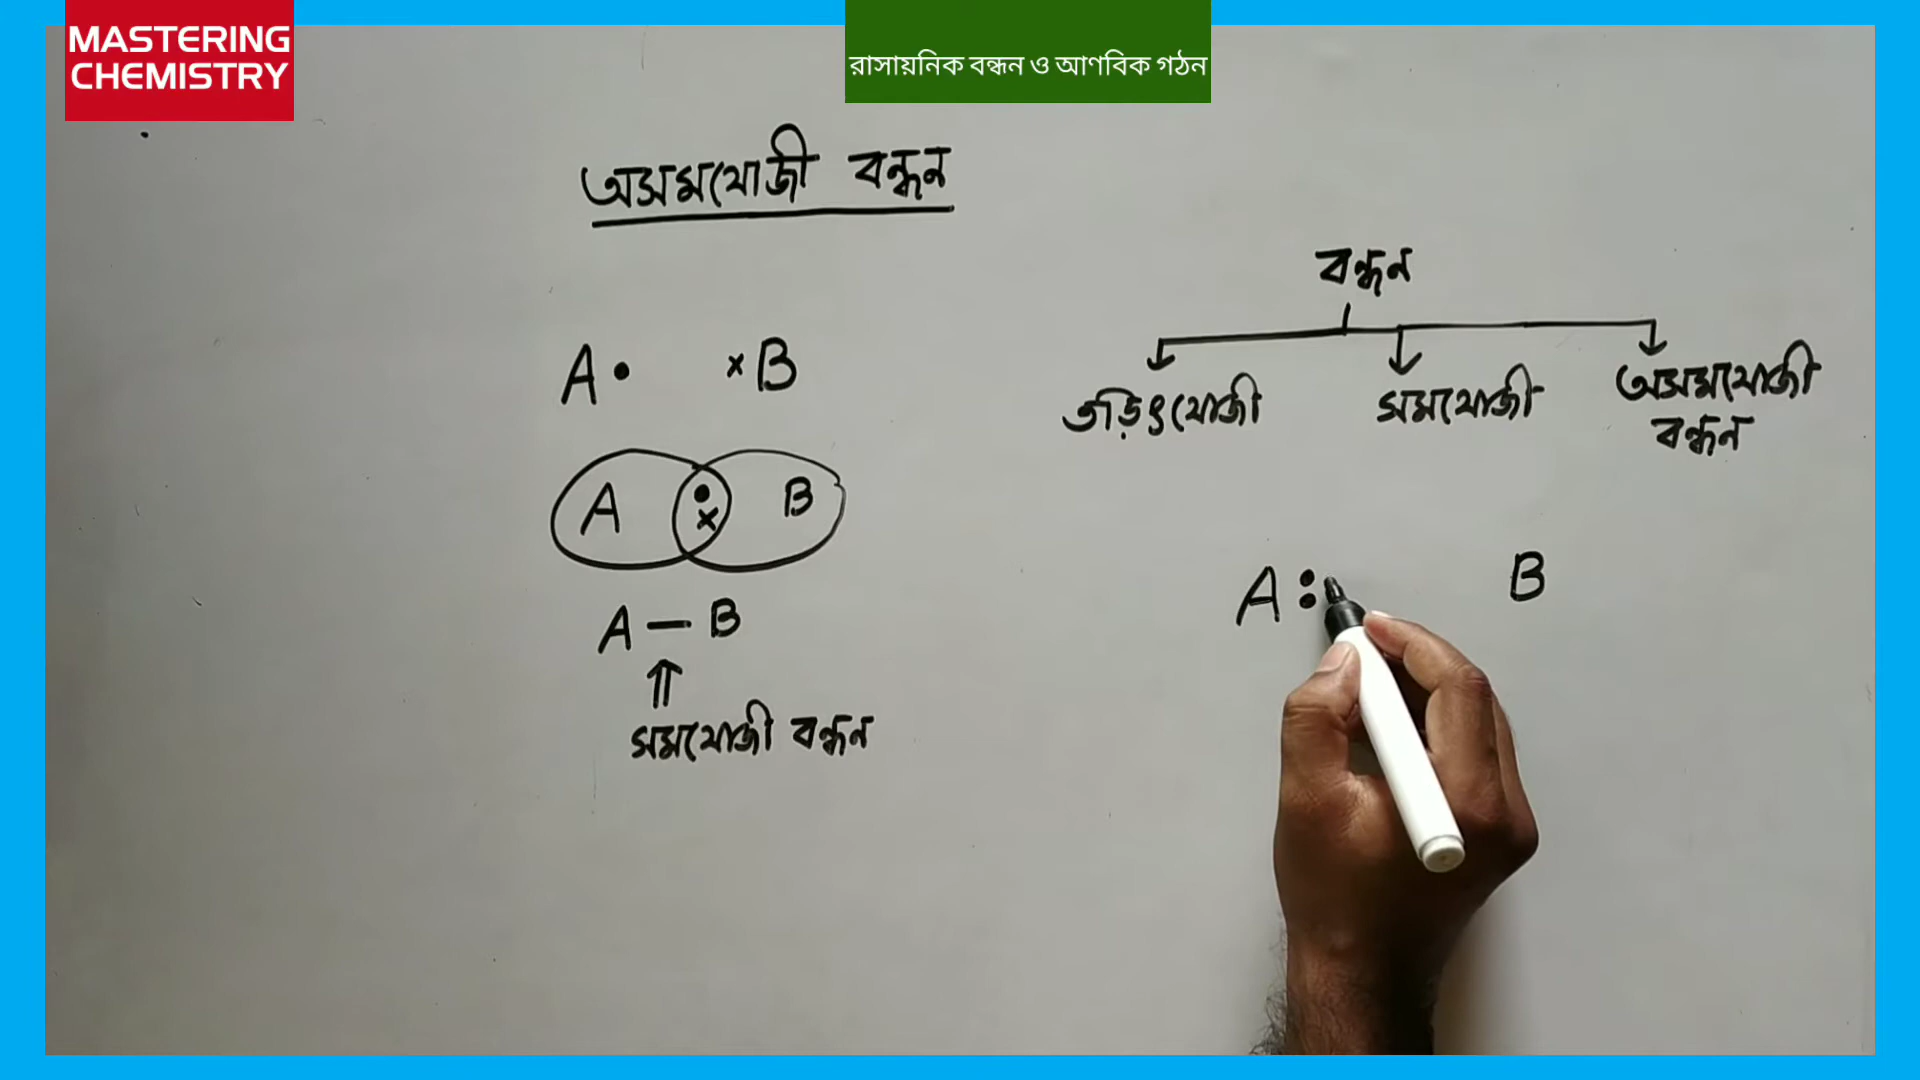 MASTERING
CHEMISTRY
রাসায়নিক বন্ধন ও আণবিক গঠন
অসমযোজী বন্ধন
A • × B
A • × B
A — B
সমযোজী বন্ধন
বন্ধন
তড়িৎযোজী সমযোজী অসমযোজী
বন্ধন
A : B